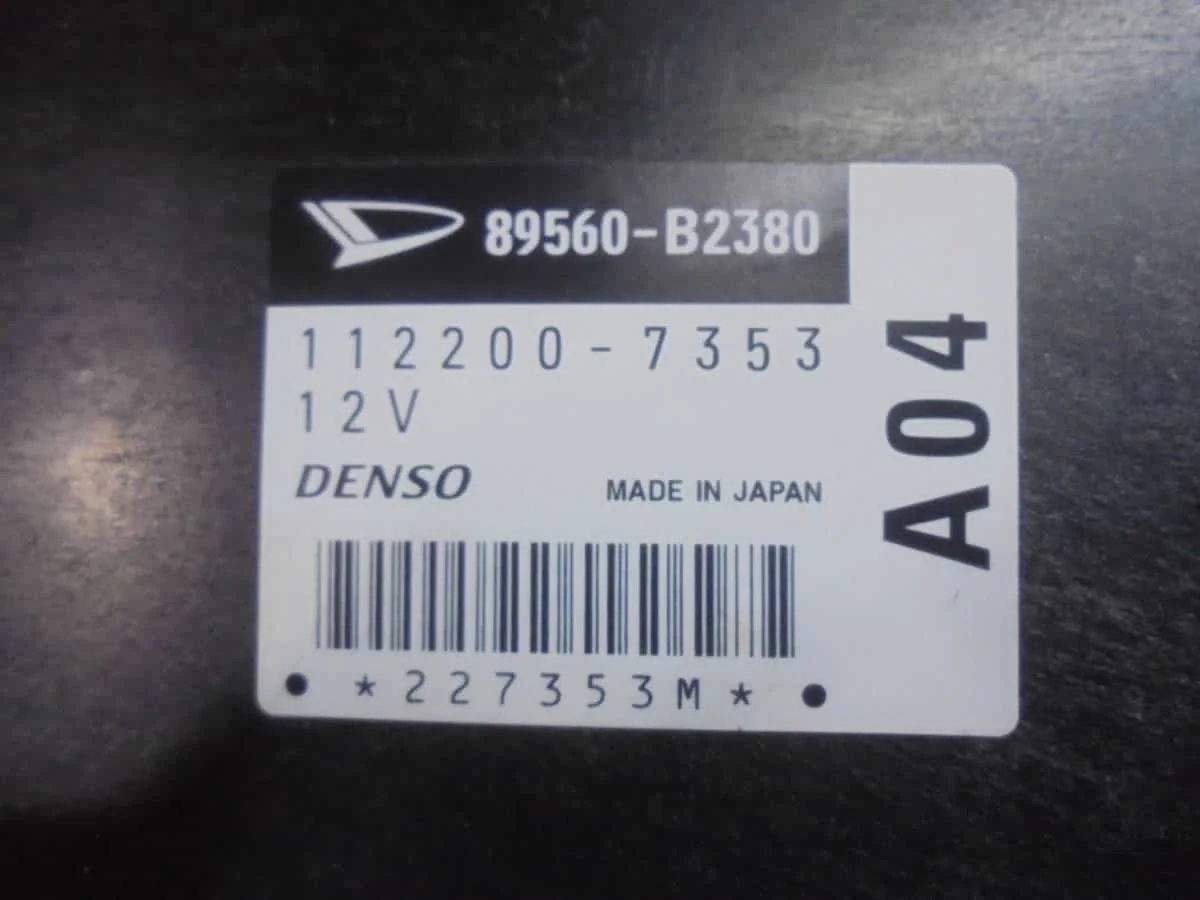 89560-B2380
112200-7353
12V
DENSO
MADE IN JAPAN
*227353M*
A04